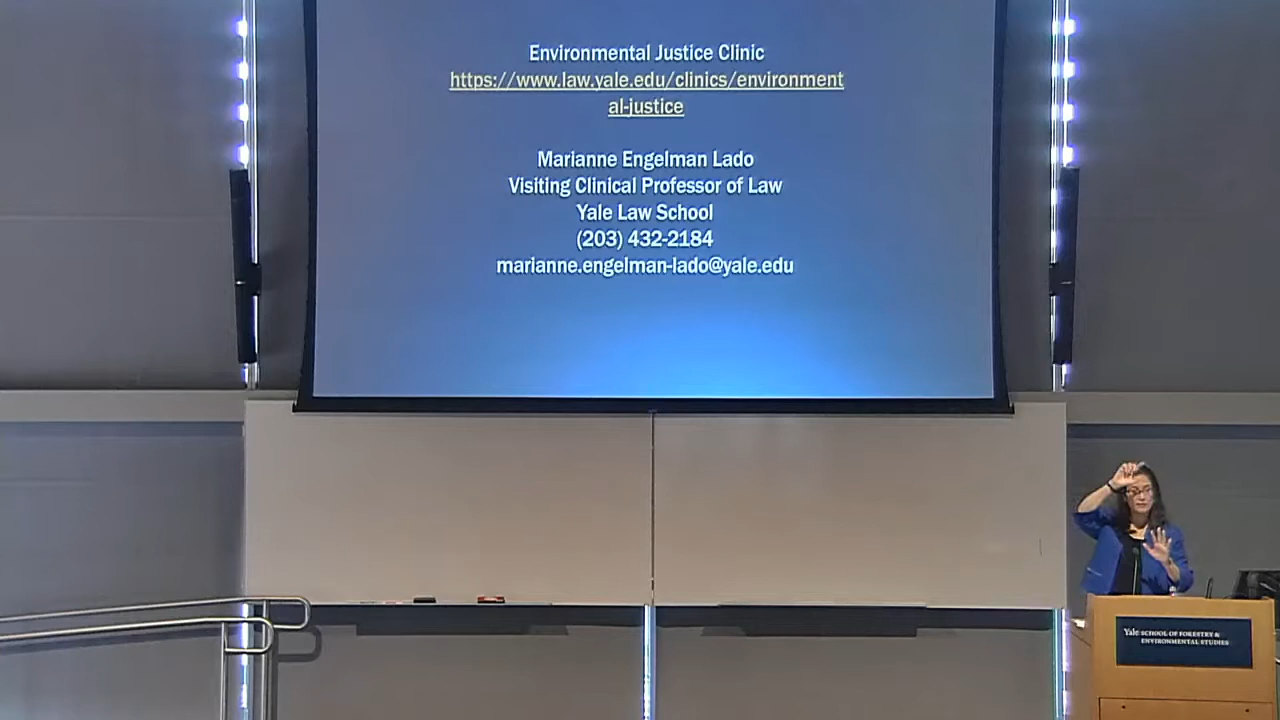 Environmental Justice Clinic
https://www.law.yale.edu/clinics/environment
al-justice
Marianne Engelman Lado
Visiting Clinical Professor of Law
Yale Law School
(203) 432-2184
marianne.engelman-lado@yale.edu
Yale SCHOOL OF FORESTRY &
ENVIRONMENTAL STUDIES